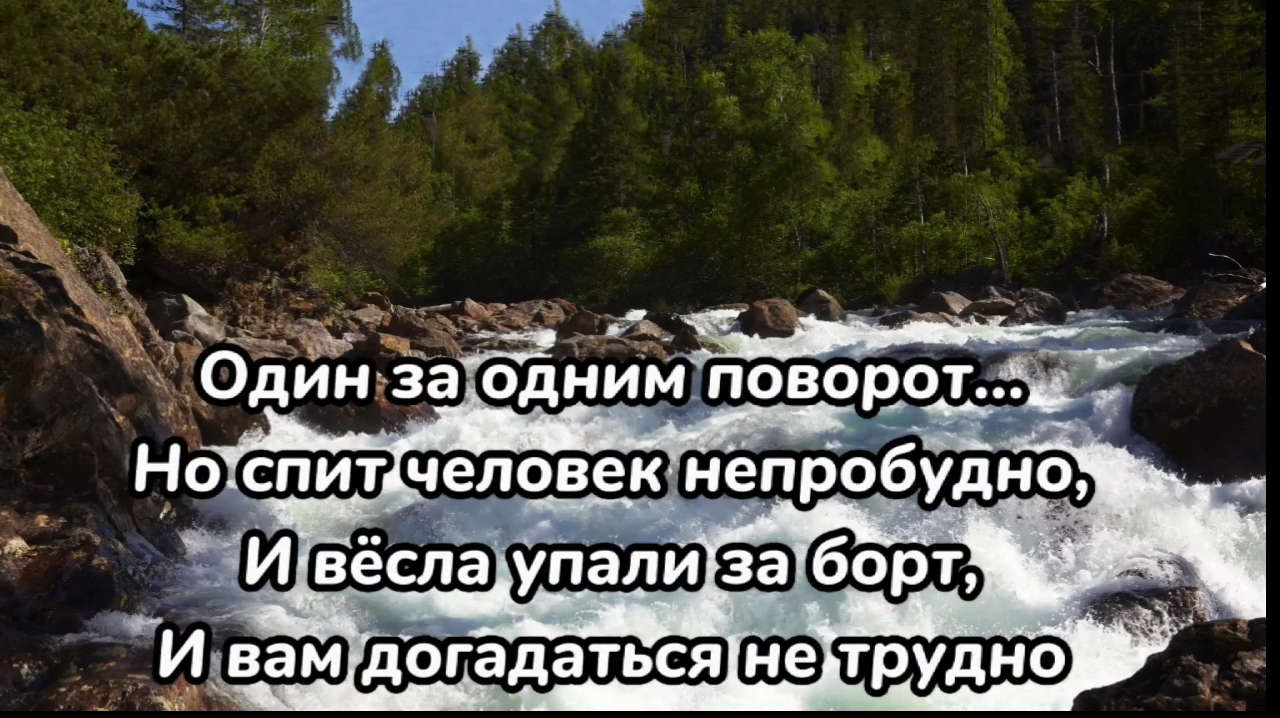 Один за одним поворот...
Но спит человек непробудно,
И вёсла упали за борт,
И вам догадаться не трудно